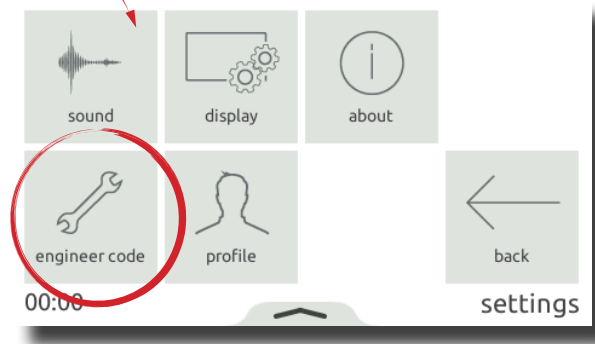 sound
display
about
engineer code
profile
back
00:00
settings